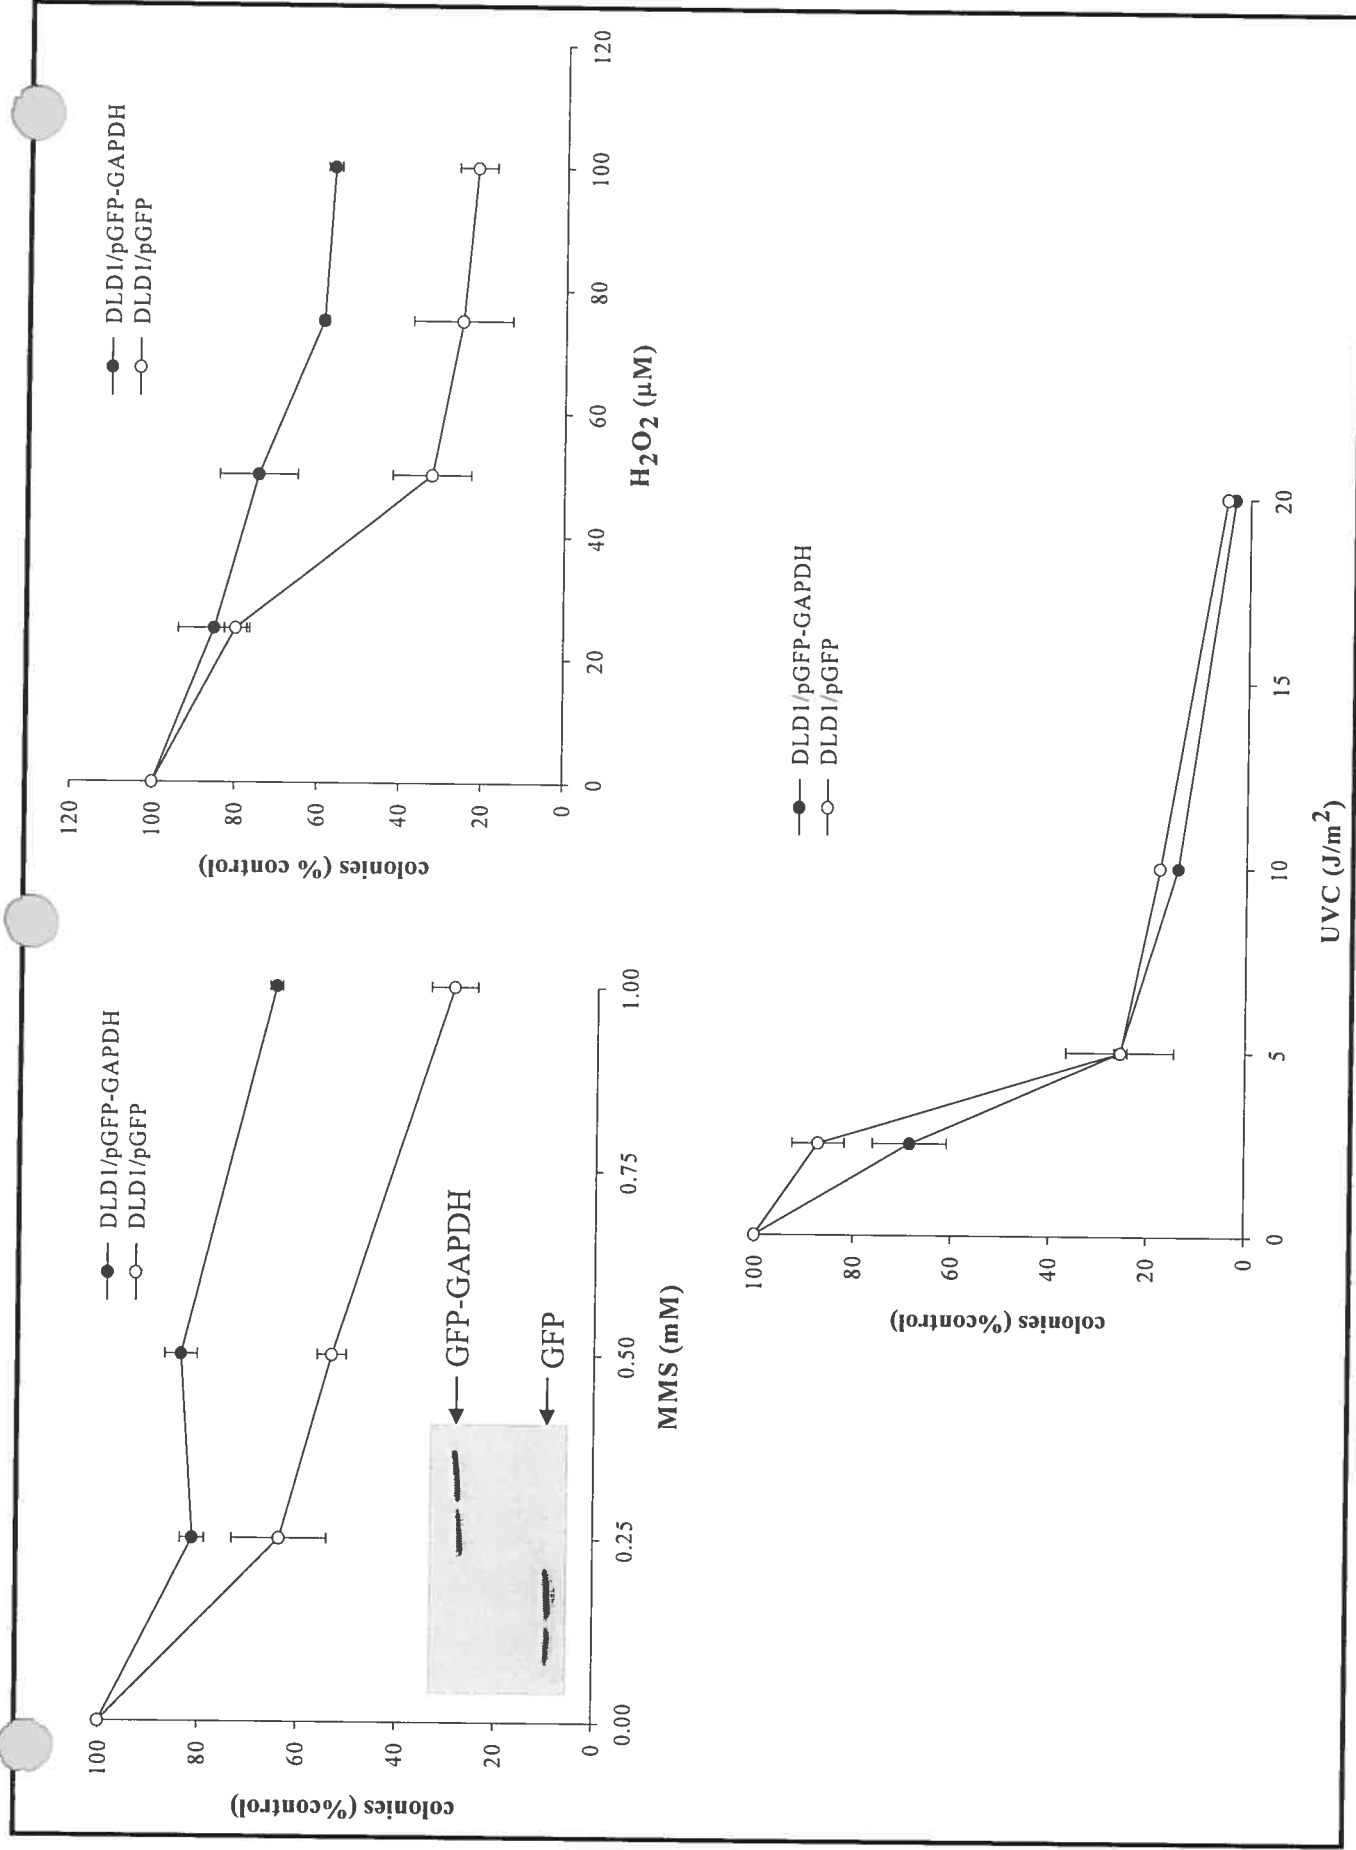 DLD1/pGFP-GAPDH
DLD1/pGFP
colonies (%control)
100
80
60
40
20
0
GFP-GAPDH
GFP
0.00
0.25
0.50
0.75
1.00
MMS (mM)
DLD1/pGFP-GAPDH
DLD1/pGFP
colonies (% control)
120
100
80
60
40
20
0
0
20
40
60
80
100
120
H2O2 (µM)
DLD1/pGFP-GAPDH
DLD1/pGFP
colonies (%control)
100
80
60
40
20
0
0
5
10
15
20
UVC (J/m²)